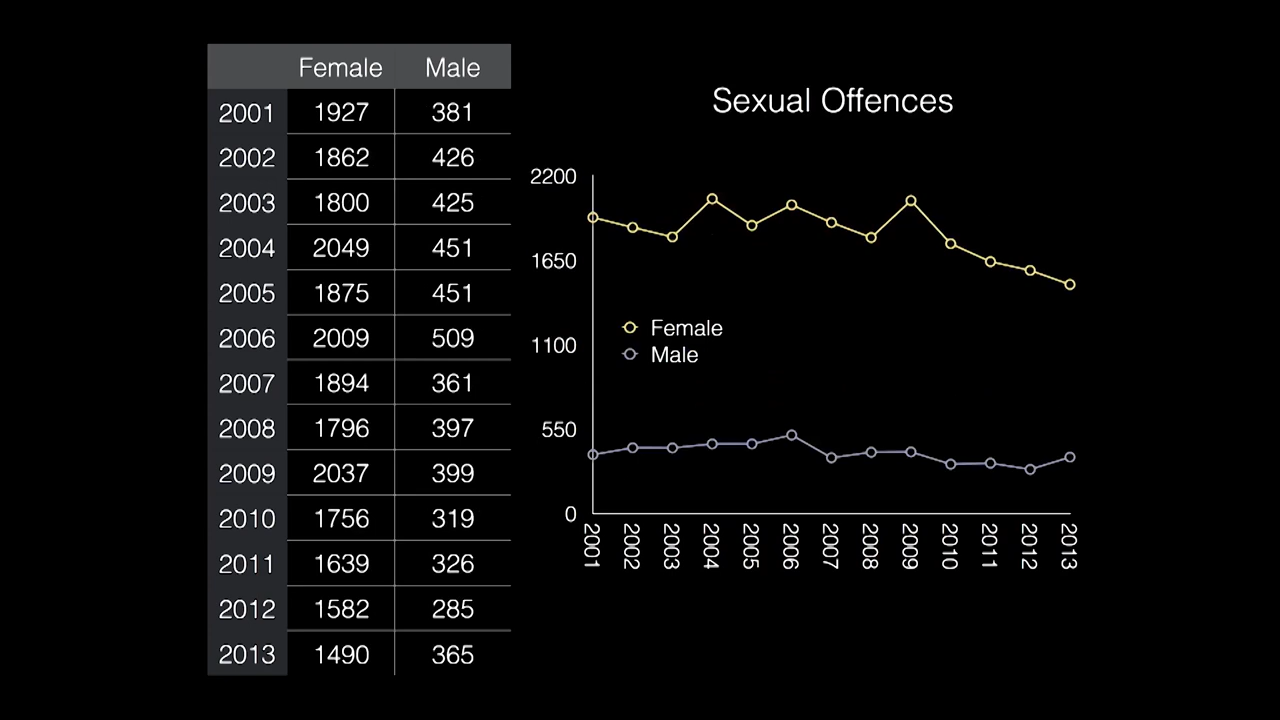 Female Male
2001 1927 381
2002 1862 426
2003 1800 425
2004 2049 451
2005 1875 451
2006 2009 509
2007 1894 361
2008 1796 397
2009 2037 399
2010 1756 319
2011 1639 326
2012 1582 285
2013 1490 365
Sexual Offences
2200
1650
1100
550
0
Female
Male
2001 2002 2003 2004 2005 2006 2007 2008 2009 2010 2011 2012 2013